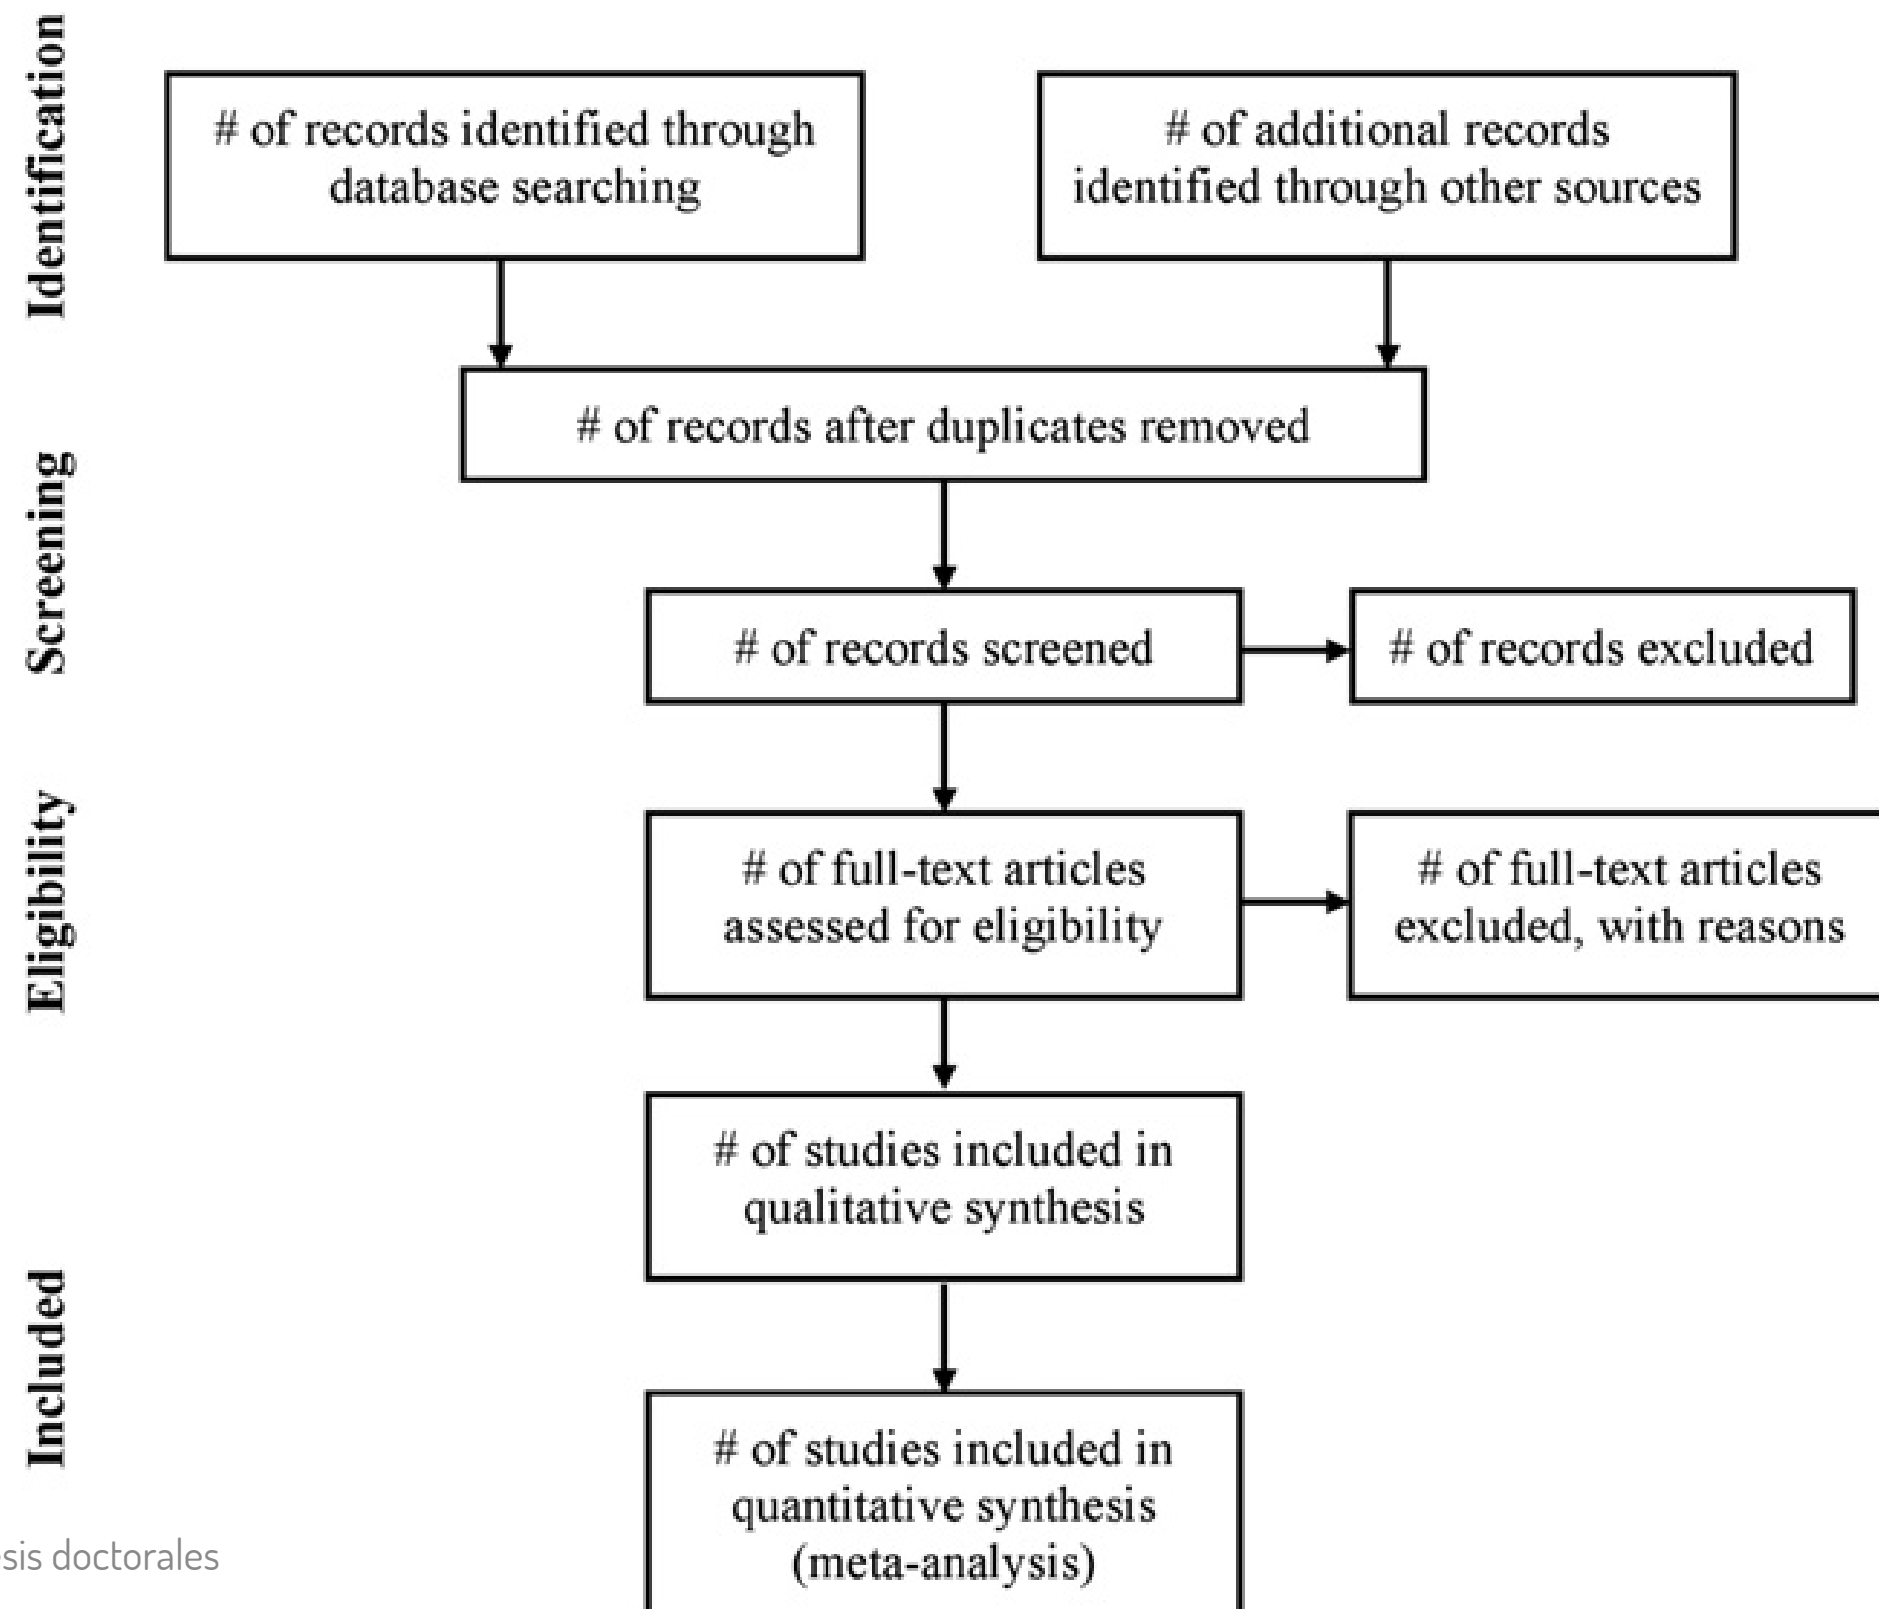 Identification
# of records identified through
database searching
# of additional records
identified through other sources
# of records after duplicates removed
Screening
# of records screened
# of records excluded
Eligibility
# of full-text articles
assessed for eligibility
# of full-text articles
excluded, with reasons
# of studies included in
qualitative synthesis
Included
# of studies included in
quantitative synthesis
(meta-analysis)
sis doctorales